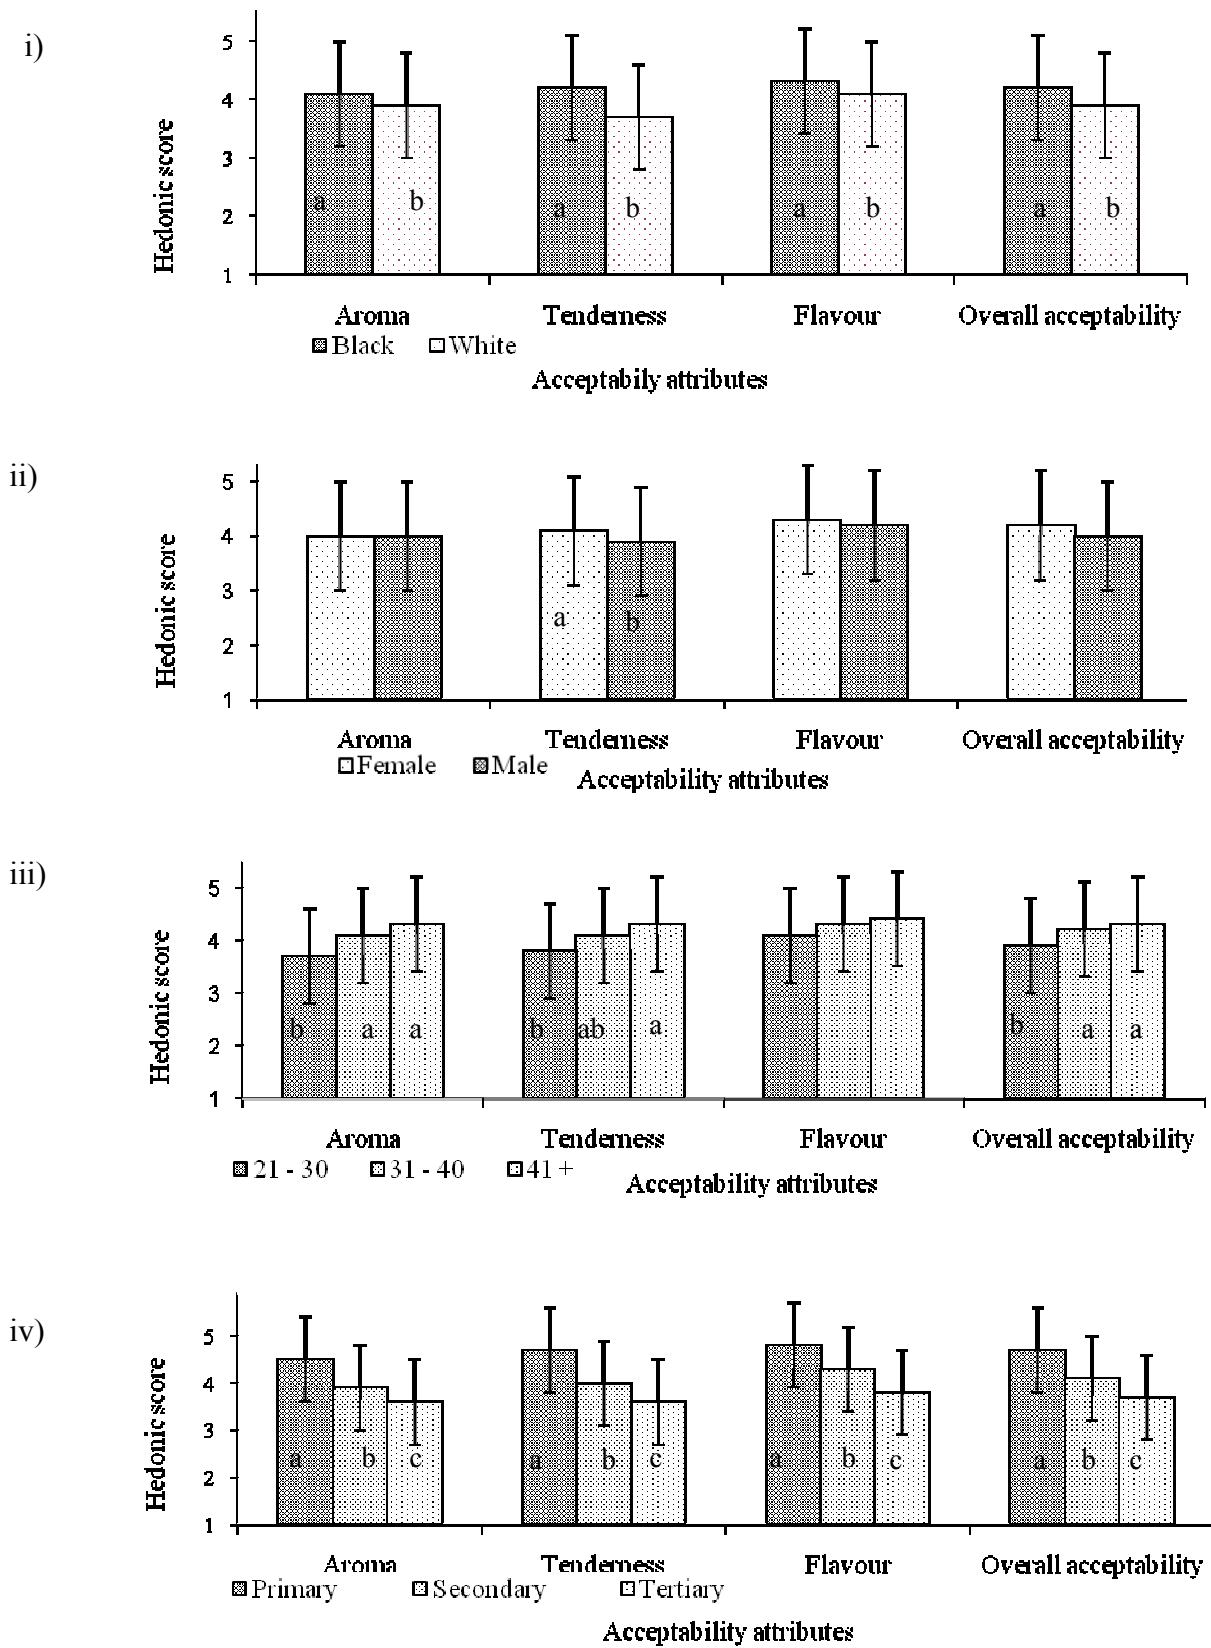 i)
Hedonic score
5
4
3
2
1
a b a b a b a b
Aroma Tenderness Flavour Overall acceptability
Black White
Acceptabily attributes
ii)
Hedonic score
5
4
3
2
1
a b
Aroma Tenderness Flavour Overall acceptability
Female Male
Acceptability attributes
iii)
Hedonic score
5
4
3
2
1
b a a b ab a b a a
Aroma Tenderness Flavour Overall acceptability
21 - 30 31 - 40 41 +
Acceptability attributes
iv)
Hedonic score
5
4
3
2
1
a b c a b c a b c a b c
Aroma Tenderness Flavour Overall acceptability
Primary Secondary Tertiary
Acceptability attributes